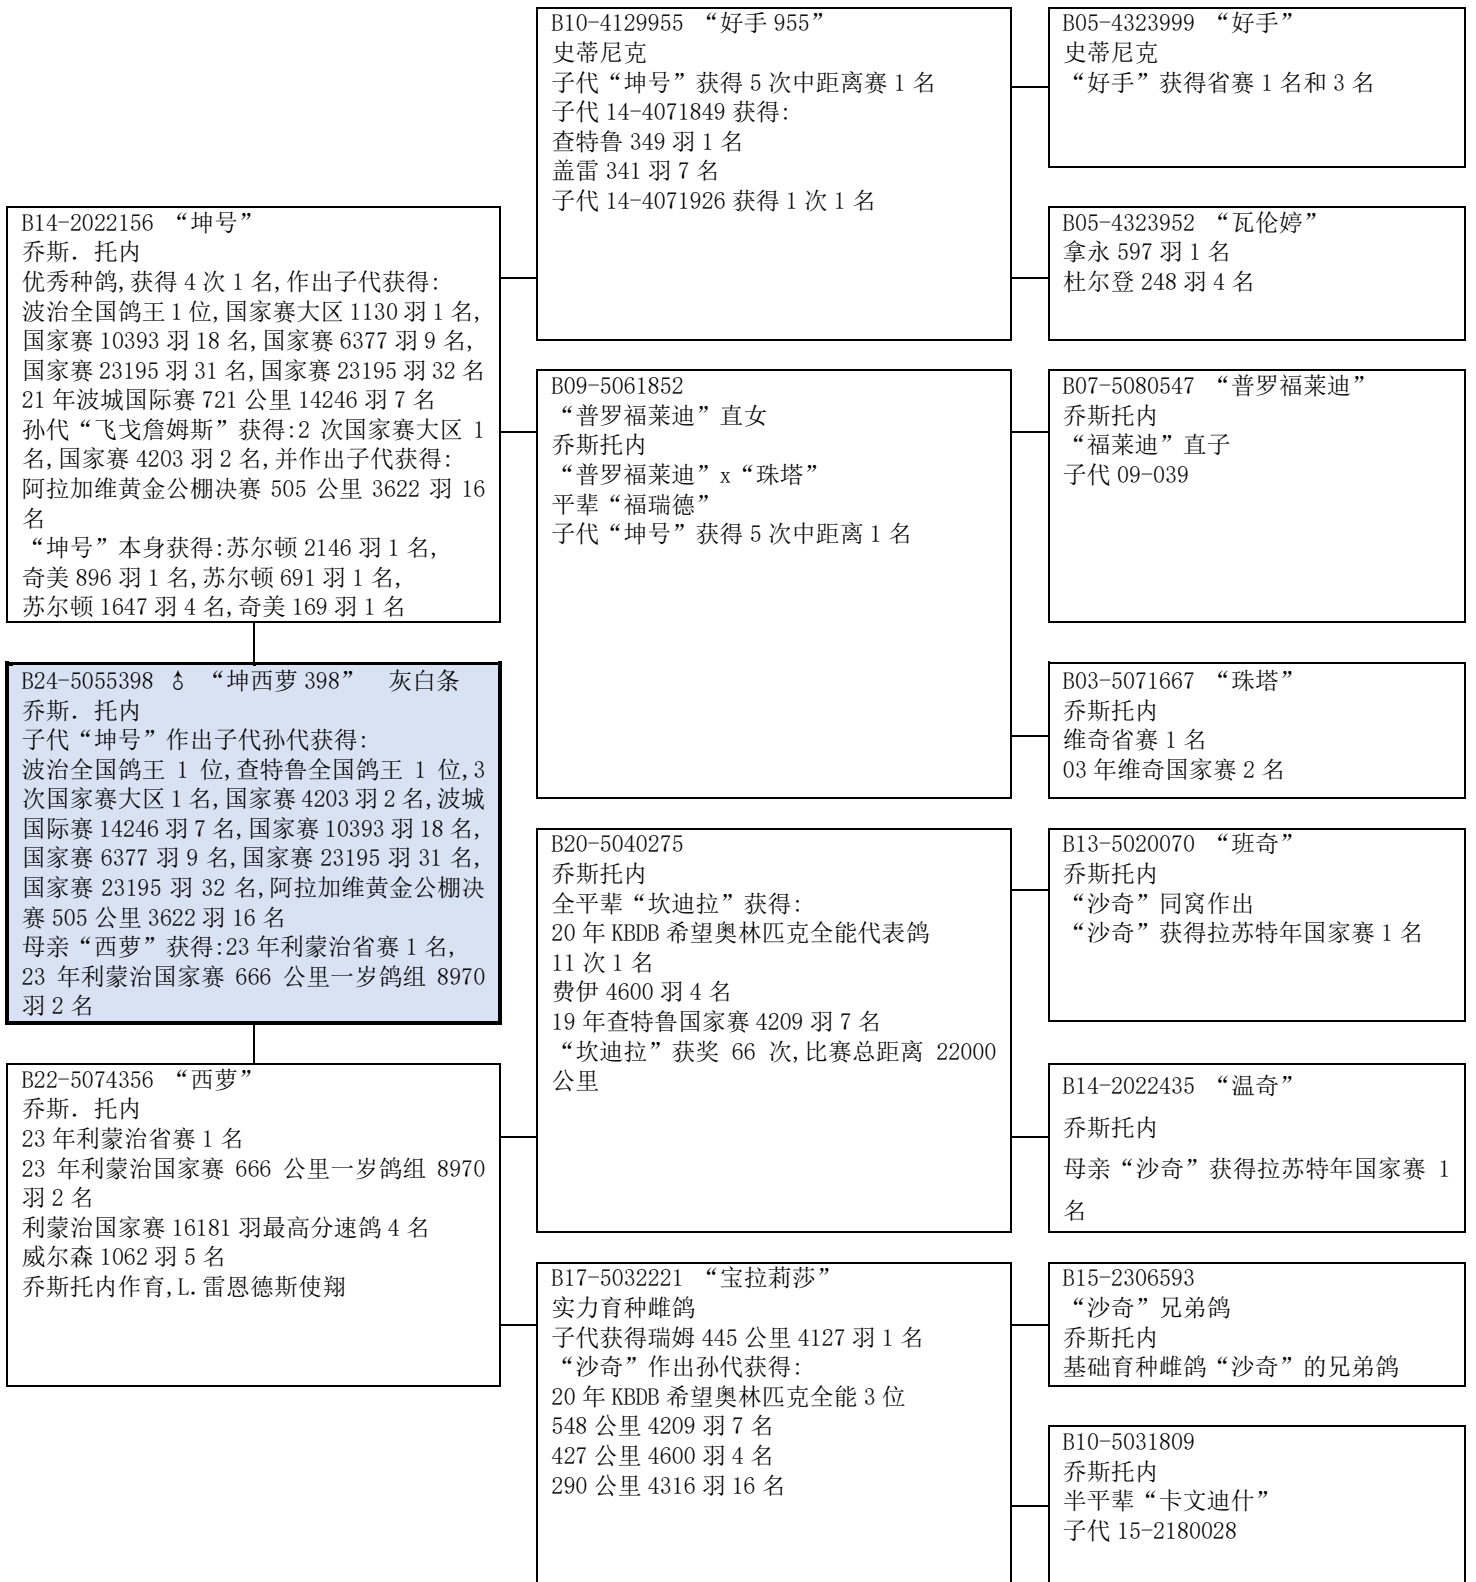 B10-4129955 “好手 955”
史蒂尼克
子代“坤号”获得 5 次中距离赛 1 名
子代 14-4071849 获得:
查特鲁 349 羽 1 名
盖雷 341 羽 7 名
子代 14-4071926 获得 1 次 1 名
B05-4323999 “好手”
史蒂尼克
“好手”获得省赛 1 名和 3 名
B14-2022156 “坤号”
乔斯. 托内
优秀种鸽,获得 4 次 1 名,作出子代获得:
波治全国鸽王 1 位,国家赛大区 1130 羽 1 名,
国家赛 10393 羽 18 名,国家赛 6377 羽 9 名,
国家赛 23195 羽 31 名,国家赛 23195 羽 32 名
21 年波城国际赛 721 公里 14246 羽 7 名
孙代“飞戈詹姆斯”获得:2 次国家赛大区 1
名,国家赛 4203 羽 2 名,并作出子代获得:
阿拉加维黄金公棚决赛 505 公里 3622 羽 16
名
“坤号”本身获得:苏尔顿 2146 羽 1 名,
奇美 896 羽 1 名,苏尔顿 691 羽 1 名,
苏尔顿 1647 羽 4 名,奇美 169 羽 1 名
B05-4323952 “瓦伦婷”
拿永 597 羽 1 名
杜尔登 248 羽 4 名
B09-5061852
“普罗福莱迪”直女
乔斯托内
“普罗福莱迪”x“珠塔”
平辈“福瑞德”
子代“坤号”获得 5 次中距离 1 名
B07-5080547 “普罗福莱迪”
乔斯托内
“福莱迪”直子
子代 09-039
B24-5055398 ♂ “坤西萝 398” 灰白条
乔斯. 托内
子代“坤号”作出子代孙代获得:
波治全国鸽王 1 位,查特鲁全国鸽王 1 位,3
次国家赛大区 1 名,国家赛 4203 羽 2 名,波城
国际赛 14246 羽 7 名,国家赛 10393 羽 18 名,
国家赛 6377 羽 9 名,国家赛 23195 羽 31 名,
国家赛 23195 羽 32 名,阿拉加维黄金公棚决
赛 505 公里 3622 羽 16 名
母亲“西萝”获得:23 年利蒙治省赛 1 名,
23 年利蒙治国家赛 666 公里一岁鸽组 8970
羽 2 名
B03-5071667 “珠塔”
乔斯托内
维奇省赛 1 名
03 年维奇国家赛 2 名
B20-5040275
乔斯托内
全平辈“坎迪拉”获得:
20 年 KBDB 希望奥林匹克全能代表鸽
11 次 1 名
费伊 4600 羽 4 名
19 年查特鲁国家赛 4209 羽 7 名
“坎迪拉”获奖 66 次,比赛总距离 22000
公里
B13-5020070 “班奇”
乔斯托内
“沙奇”同窝作出
“沙奇”获得拉苏特年国家赛 1 名
B22-5074356 “西萝”
乔斯. 托内
23 年利蒙治省赛 1 名
23 年利蒙治国家赛 666 公里一岁鸽组 8970
羽 2 名
利蒙治国家赛 16181 羽最高分速鸽 4 名
威尔森 1062 羽 5 名
乔斯托内作育,L.雷恩德斯使翔
B14-2022435 “温奇”
乔斯托内
母亲“沙奇”获得拉苏特年国家赛 1
名
B17-5032221 “宝拉莉莎”
实力育种雌鸽
子代获得瑞姆 445 公里 4127 羽 1 名
“沙奇”作出孙代获得:
20 年 KBDB 希望奥林匹克全能 3 位
548 公里 4209 羽 7 名
427 公里 4600 羽 4 名
290 公里 4316 羽 16 名
B15-2306593
“沙奇”兄弟鸽
乔斯托内
基础育种雌鸽“沙奇”的兄弟鸽
B10-5031809
乔斯托内
半平辈“卡文迪什”
子代 15-2180028